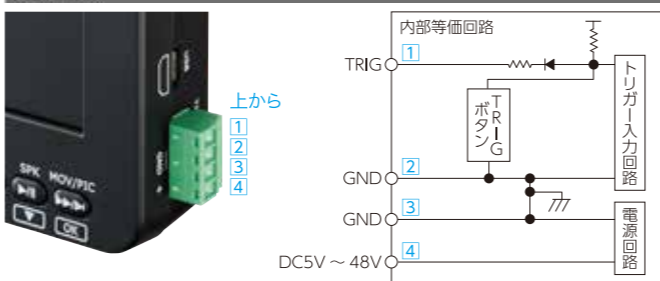 上から
1
2
3
4
SPK MOV/PIC
OK
GND
内部等価回路
TRIG 1
TRIGボタン
トリガー入力回路
GND 2
GND 3
電源回路
DC5V ～ 48V 4